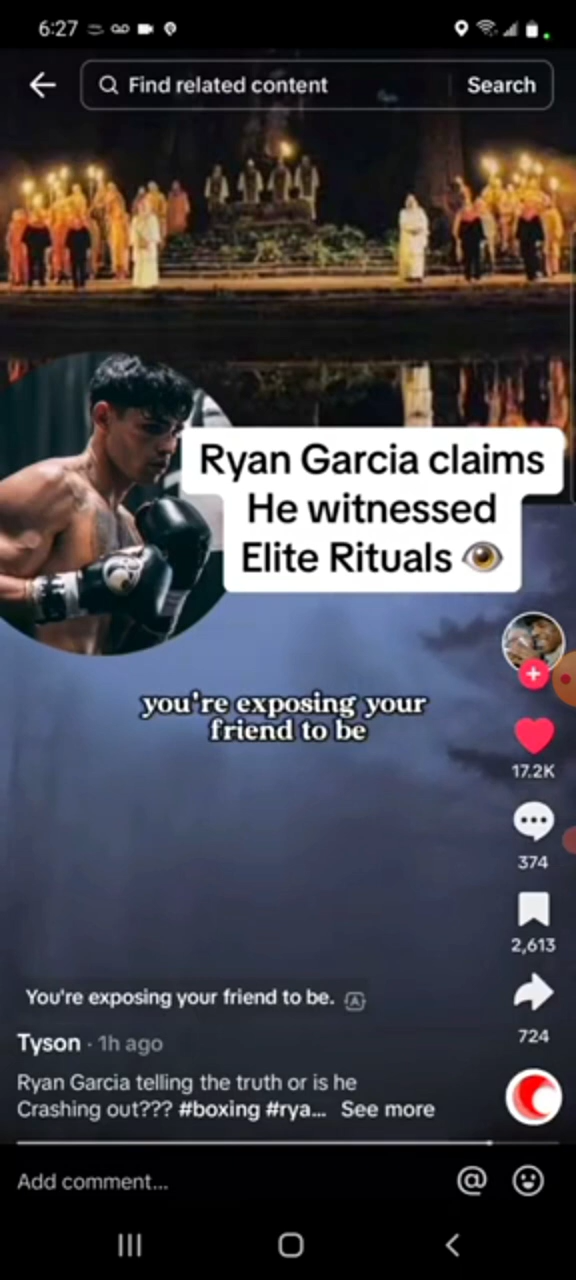 6:27
Find related content
Search
Ryan Garcia claims
He witnessed
Elite Rituals 👁️
you're exposing your
friend to be
17.2K
374
2,613
724
You're exposing your friend to be. A
Tyson · 1h ago
Ryan Garcia telling the truth or is he
Crashing out??? #boxing #rya... See more
Add comment...
@